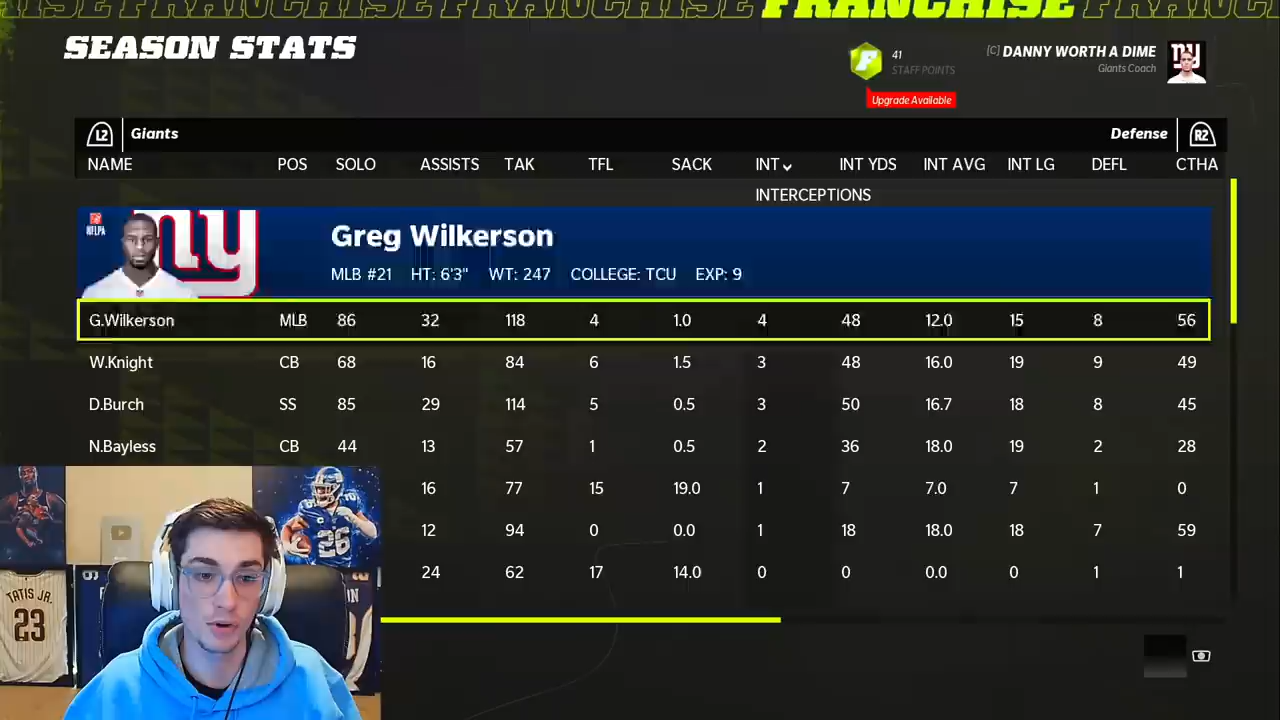 FRANCHISE FRANCHISE FRANCHISE FRANCHISE
SEASON STATS
41
STAFF POINTS
Upgrade Available
[C] DANNY WORTH A DIME
Giants Coach
ny
L2 Giants Defense R2
NAME POS SOLO ASSISTS TAK TFL SACK INT INT YDS INT AVG INT LG DEFL CTHA
INTERCEPTIONS
NFLPA
ny
Greg Wilkerson
MLB #21 HT: 6'3" WT: 247 COLLEGE: TCU EXP: 9
G.Wilkerson MLB 86 32 118 4 1.0 4 48 12.0 15 8 56
W.Knight CB 68 16 84 6 1.5 3 48 16.0 19 9 49
D.Burch SS 85 29 114 5 0.5 3 50 16.7 18 8 45
N.Bayless CB 44 13 57 1 0.5 2 36 18.0 19 2 28
16 77 15 19.0 1 7 7.0 7 1 0
12 94 0 0.0 1 18 18.0 18 7 59
24 62 17 14.0 0 0 0.0 0 1 1
26
TATIS JR.
23